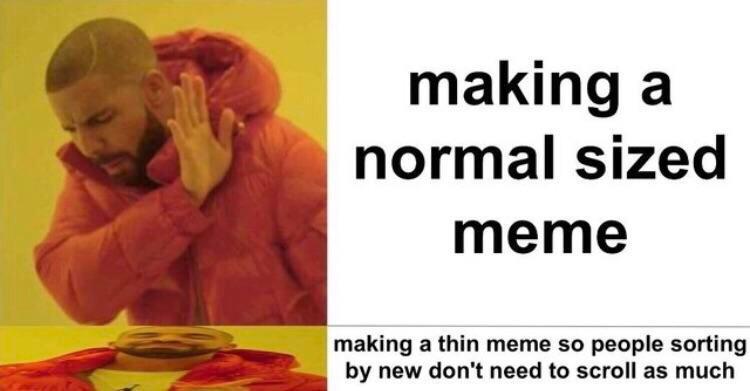 making a
normal sized
meme
making a thin meme so people sorting
by new don't need to scroll as much